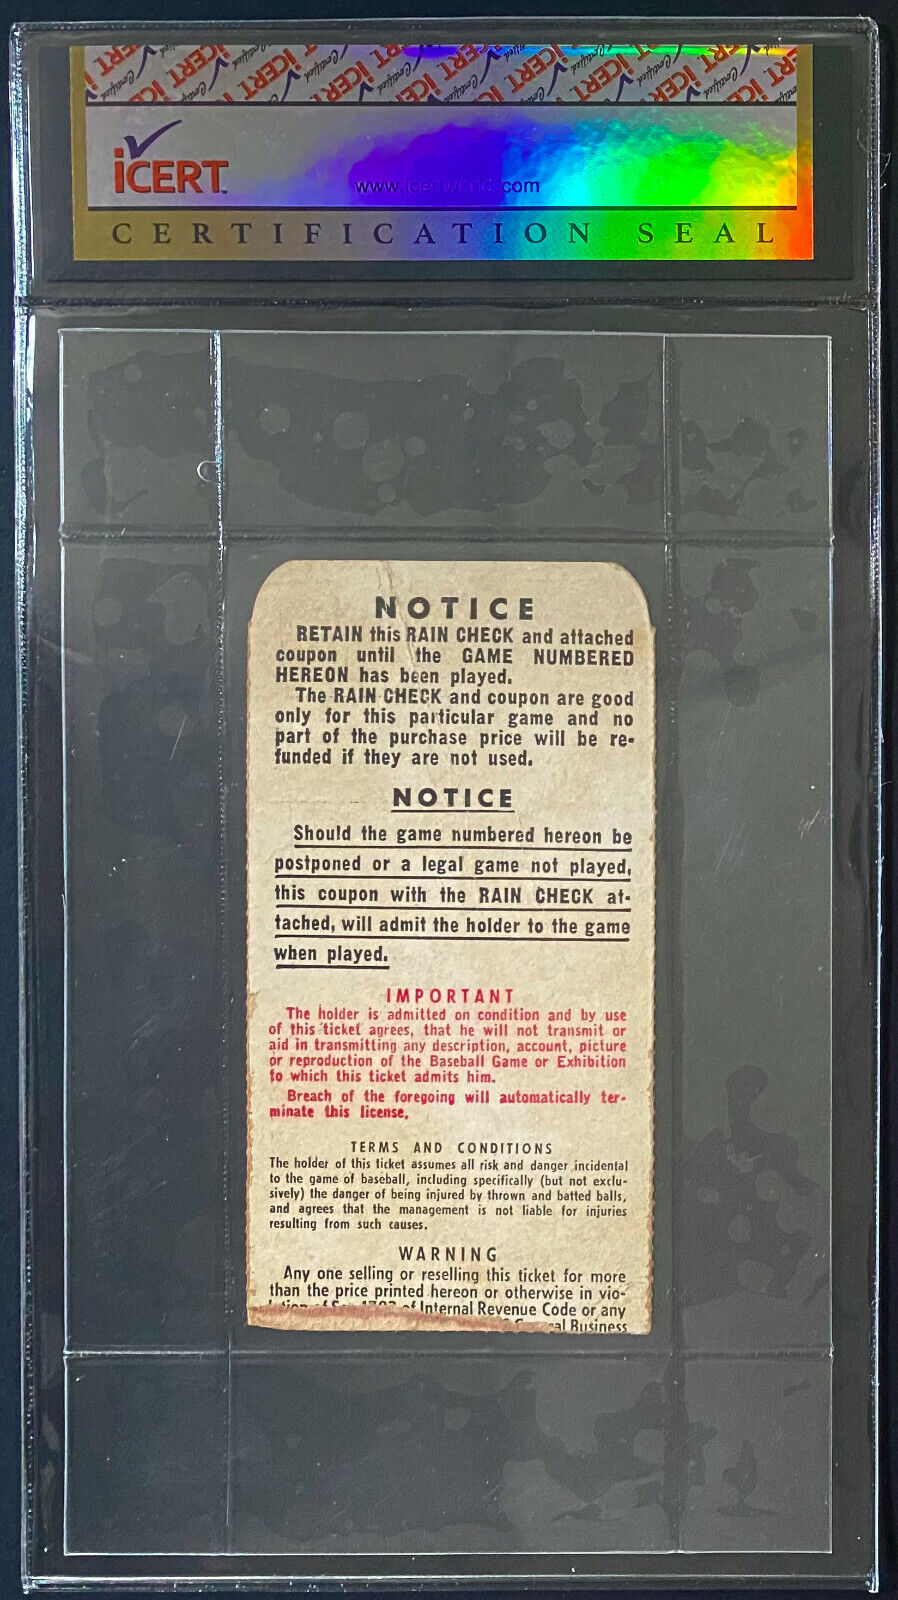 iCERT
www.icertworld.com
CERTIFICATION SEAL
NOTICE
RETAIN this RAIN CHECK and attached
coupon until the GAME NUMBERED
HEREON has been played.
The RAIN CHECK and coupon are good
only for this particular game and no
part of the purchase price will be re-
funded if they are not used.
NOTICE
Should the game numbered hereon be
postponed or a legal game not played,
this coupon with the RAIN CHECK at-
tached, will admit the holder to the game
when played.
IMPORTANT
The holder is admitted on condition and by use
of this ticket agrees, that he will not transmit or
aid in transmitting any description, account, picture
or reproduction of the Baseball Game or Exhibition
to which this ticket admits him.
Breach of the foregoing will automatically ter-
minate this license.
TERMS AND CONDITIONS
The holder of this ticket assumes all risk and danger incidental
to the game of baseball, including specifically (but not exclu-
sively) the danger of being injured by thrown and batted balls,
and agrees that the management is not liable for injuries
resulting from such causes.
WARNING
Any one selling or reselling this ticket for more
than the price printed hereon or otherwise in vio-
of Internal Revenue Code or any
Business